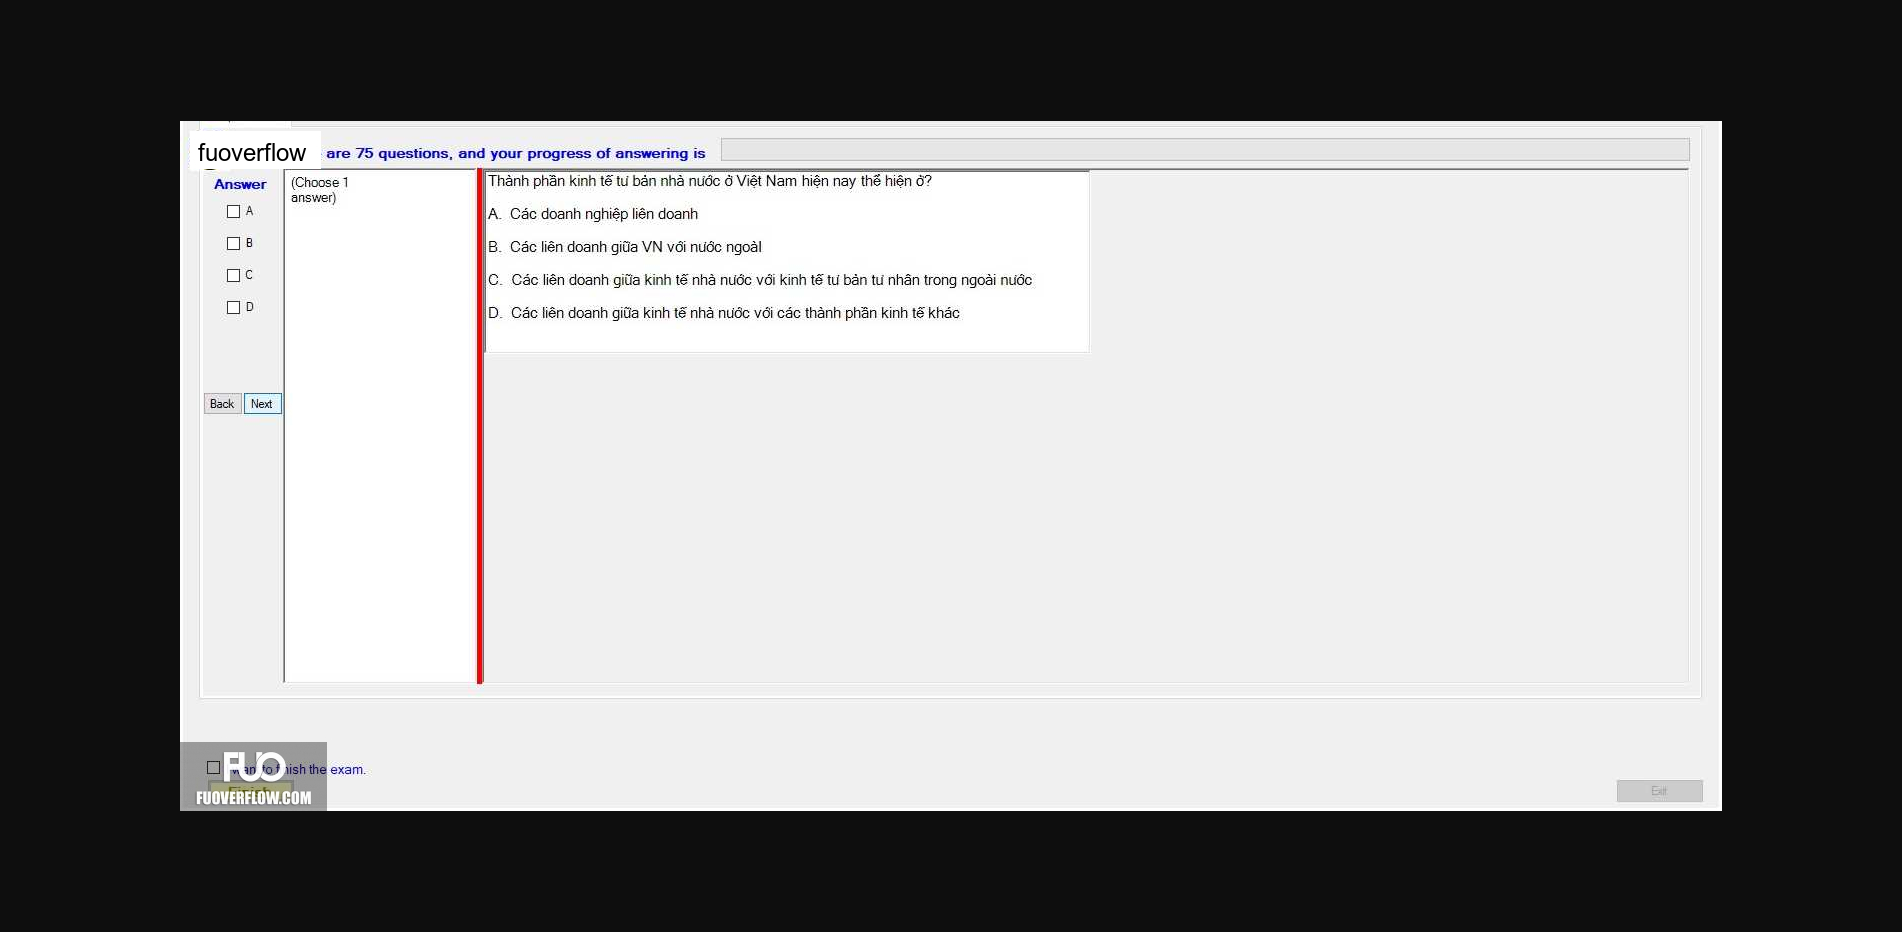 fuoverflow are 75 questions, and your progress of answering is
Answer
(Choose 1
answer)
A
B
C
D
Back Next
Thành phần kinh tế tư bản nhà nước ở Việt Nam hiện nay thể hiện ở?
A. Các doanh nghiệp liên doanh
B. Các liên doanh giữa VN với nước ngoàI
C. Các liên doanh giữa kinh tế nhà nước với kinh tế tư bản tư nhân trong ngoài nước
D. Các liên doanh giữa kinh tế nhà nước với các thành phần kinh tế khác
FUO
want to finish the exam.
Finish
FUOVERFLOW.COM
Exit